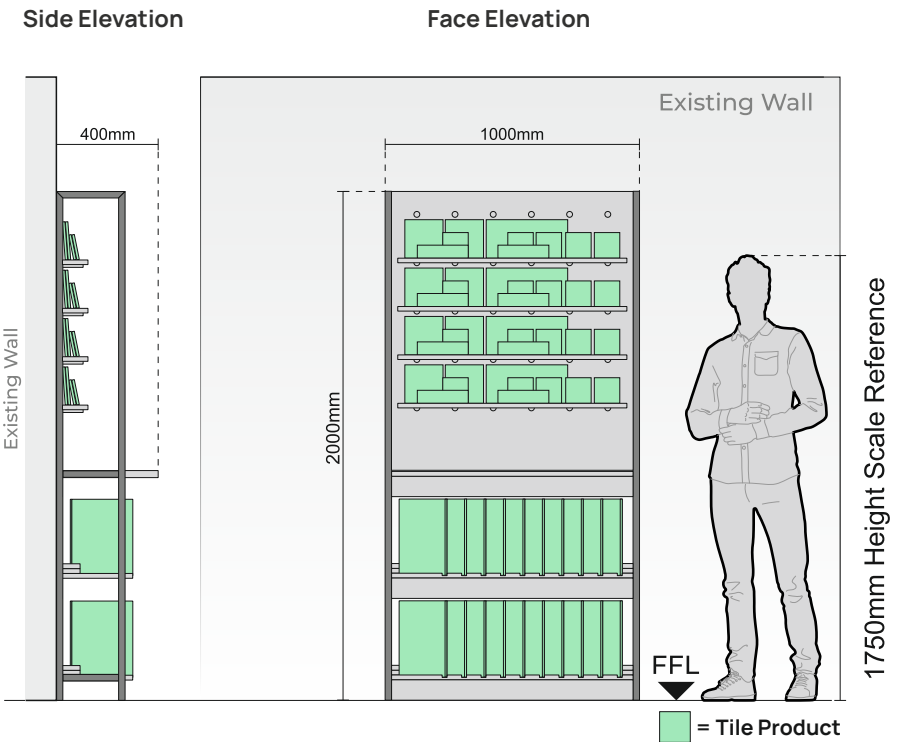 Side Elevation
Face Elevation
Existing Wall
400mm
1000mm
Existing Wall
2000mm
1750mm Height Scale Reference
FFL
= Tile Product